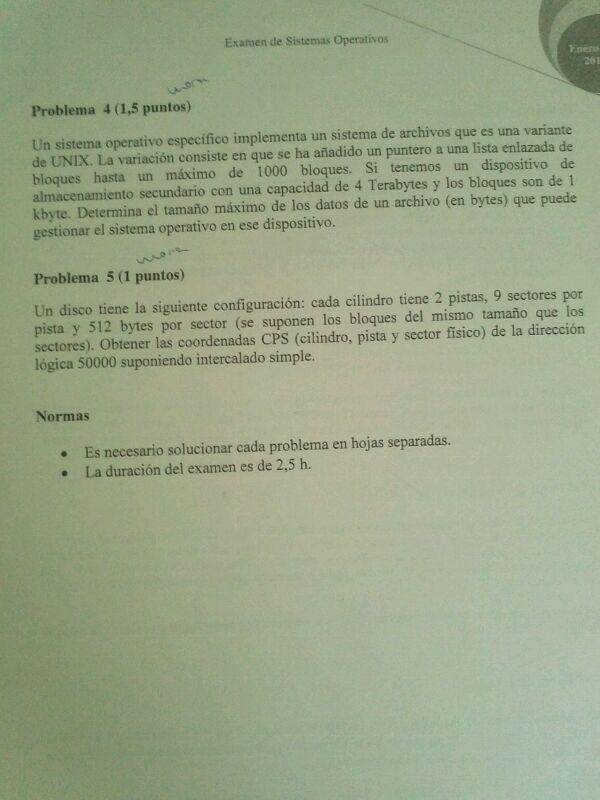 Examen de Sistemas Operativos
Enero
201
Problema 4 (1,5 puntos)
Un sistema operativo específico implementa un sistema de archivos que es una variante
de UNIX. La variación consiste en que se ha añadido un puntero a una lista enlazada de
bloques hasta un máximo de 1000 bloques. Si tenemos un dispositivo de
almacenamiento secundario con una capacidad de 4 Terabytes y los bloques son de 1
kbyte. Determina el tamaño máximo de los datos de un archivo (en bytes) que puede
gestionar el sistema operativo en ese dispositivo.
Problema 5 (1 puntos)
Un disco tiene la siguiente configuración: cada cilindro tiene 2 pistas, 9 sectores por
pista y 512 bytes por sector (se suponen los bloques del mismo tamaño que los
sectores). Obtener las coordenadas CPS (cilindro, pista y sector físico) de la dirección
lógica 50000 suponiendo intercalado simple.
Normas
• Es necesario solucionar cada problema en hojas separadas.
• La duración del examen es de 2,5 h.